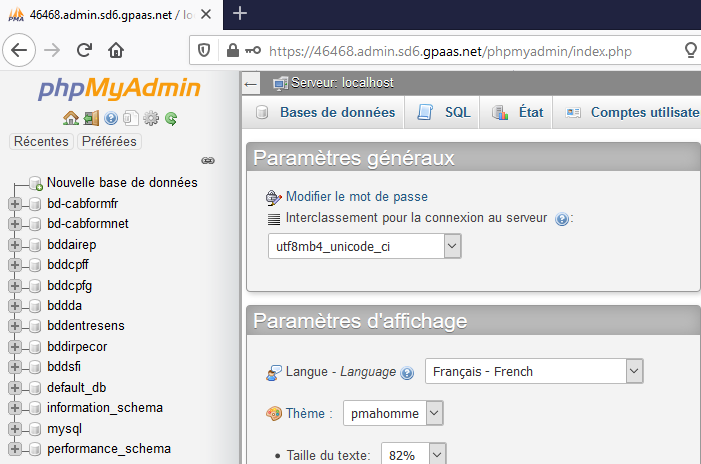 46468.admin.sd6.gpaas.net / lo
https://46468.admin.sd6.gpaas.net/phpmyadmin/index.php
phpMyAdmin
Récentes Préférées
Nouvelle base de données
bd-cabformfr
bd-cabformnet
bddairep
bddcpff
bddcpfg
bddda
bddentresens
bddirpecor
bddsfi
default_db
information_schema
mysql
performance_schema
Serveur: localhost
Bases de données SQL État Comptes utilisate
Paramètres généraux
Modifier le mot de passe
Interclassement pour la connexion au serveur :
utf8mb4_unicode_ci
Paramètres d'affichage
Langue - Language Français - French
Thème : pmahomme
• Taille du texte: 82%